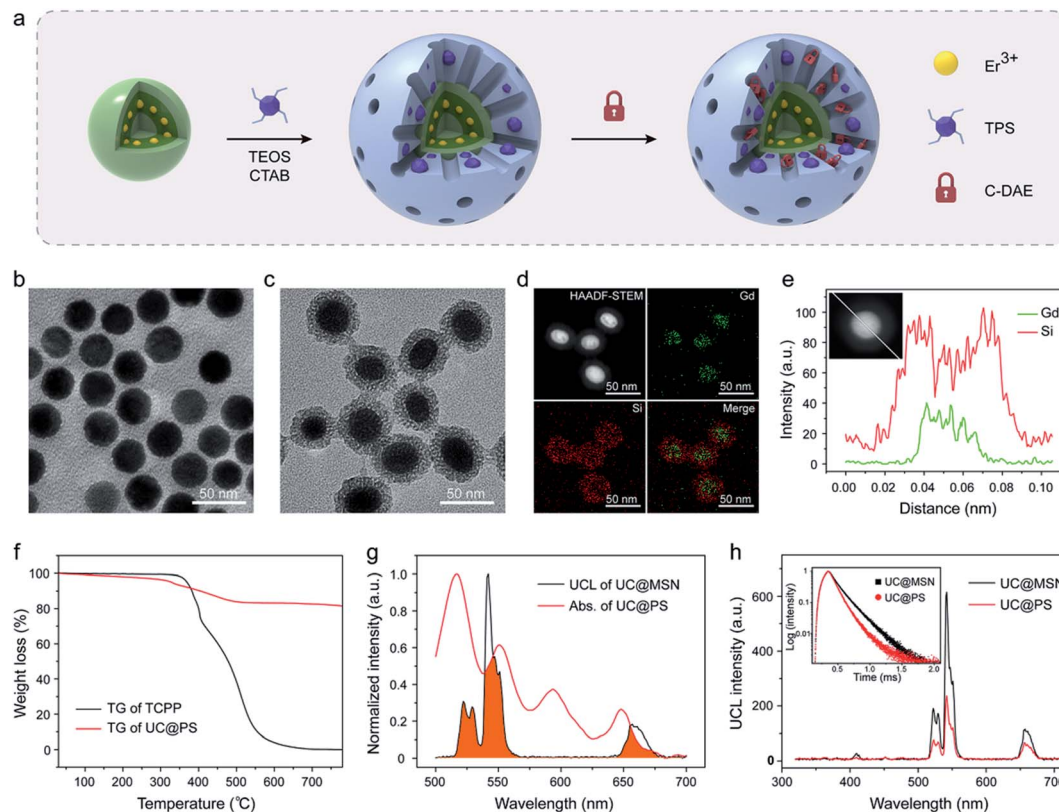 a
Er3+
TEOS
CTAB
TPS
C-DAE
b
50 nm
c
50 nm
d
HAADF-STEM
50 nm
Gd
50 nm
Si
50 nm
Merge
50 nm
e
Gd
Si
100
80
60
40
20
0
Intensity (a.u.)
0.00 0.02 0.04 0.06 0.08 0.10
Distance (nm)
f
100
80
60
40
20
0
Weight loss (%)
TG of TCPP
TG of UC@PS
100 200 300 400 500 600 700
Temperature (℃)
g
UCL of UC@MSN
Abs. of UC@PS
1.0
0.8
0.6
0.4
0.2
0
Normalized intensity (a.u.)
500 550 600 650 700
Wavelength (nm)
h
UC@MSN
UC@PS
600
400
200
0
UCL intensity (a.u.)
300 400 500 600 700
Wavelength (nm)
UC@MSN
UC@PS
1
0.1
0.01
Log (intensity)
0.5 1.0 1.5 2.0
Time (ms)